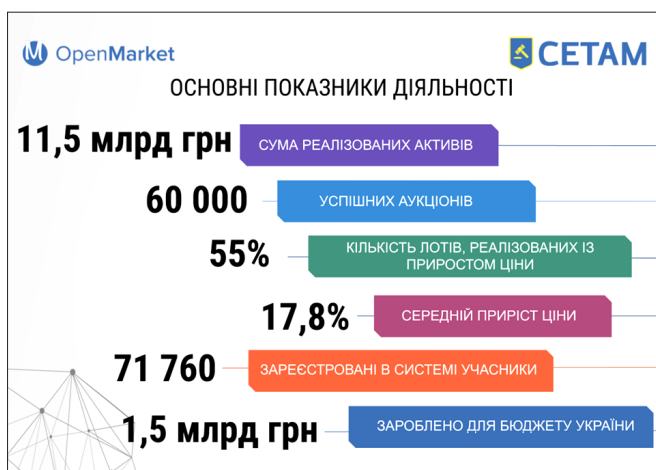 OpenMarket
СЕТАМ
ОСНОВНІ ПОКАЗНИКИ ДІЯЛЬНОСТІ
11,5 млрд грн
СУМА РЕАЛІЗОВАНИХ АКТИВІВ
60 000
УСПІШНИХ АУКЦІОНІВ
55%
КІЛЬКІСТЬ ЛОТІВ, РЕАЛІЗОВАНИХ ІЗ
ПРИРОСТОМ ЦІНИ
17,8%
СЕРЕДНІЙ ПРИРІСТ ЦІНИ
71 760
ЗАРЕЄСТРОВАНІ В СИСТЕМІ УЧАСНИКИ
1,5 млрд грн
ЗАРОБЛЕНО ДЛЯ БЮДЖЕТУ УКРАЇНИ